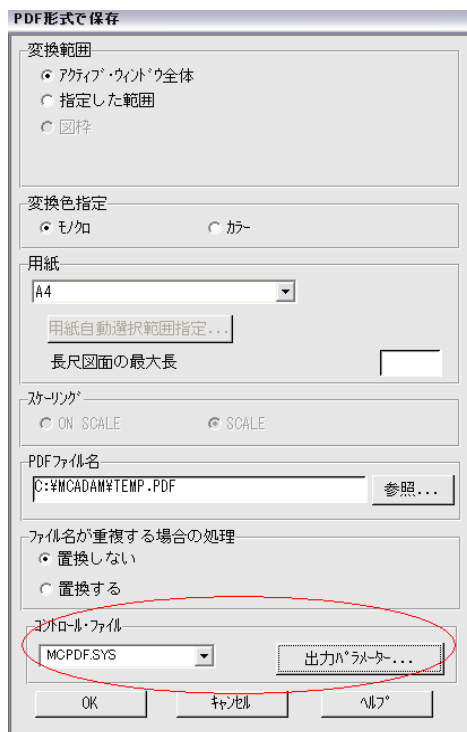 PDF形式で保存
変換範囲
ｱｸﾃｨﾌﾞ･ｳｨﾝﾄﾞｳ全体
指定した範囲
図枠
変換色指定
ﾓﾉｸﾛ ｶﾗｰ
用紙
A4
用紙自動選択範囲指定...
長尺図面の最大長
ｽｹｰﾘﾝｸﾞ
ON SCALE SCALE
PDFﾌｧｲﾙ名
C:¥MCADAM¥TEMP.PDF 参照...
ﾌｧｲﾙ名が重複する場合の処理
置換しない
置換する
ｺﾝﾄﾛｰﾙ･ﾌｧｲﾙ
MCPDF.SYS 出力ﾊﾟﾗﾒｰﾀｰ...
OK ｷｬﾝｾﾙ ﾍﾙﾌﾟ